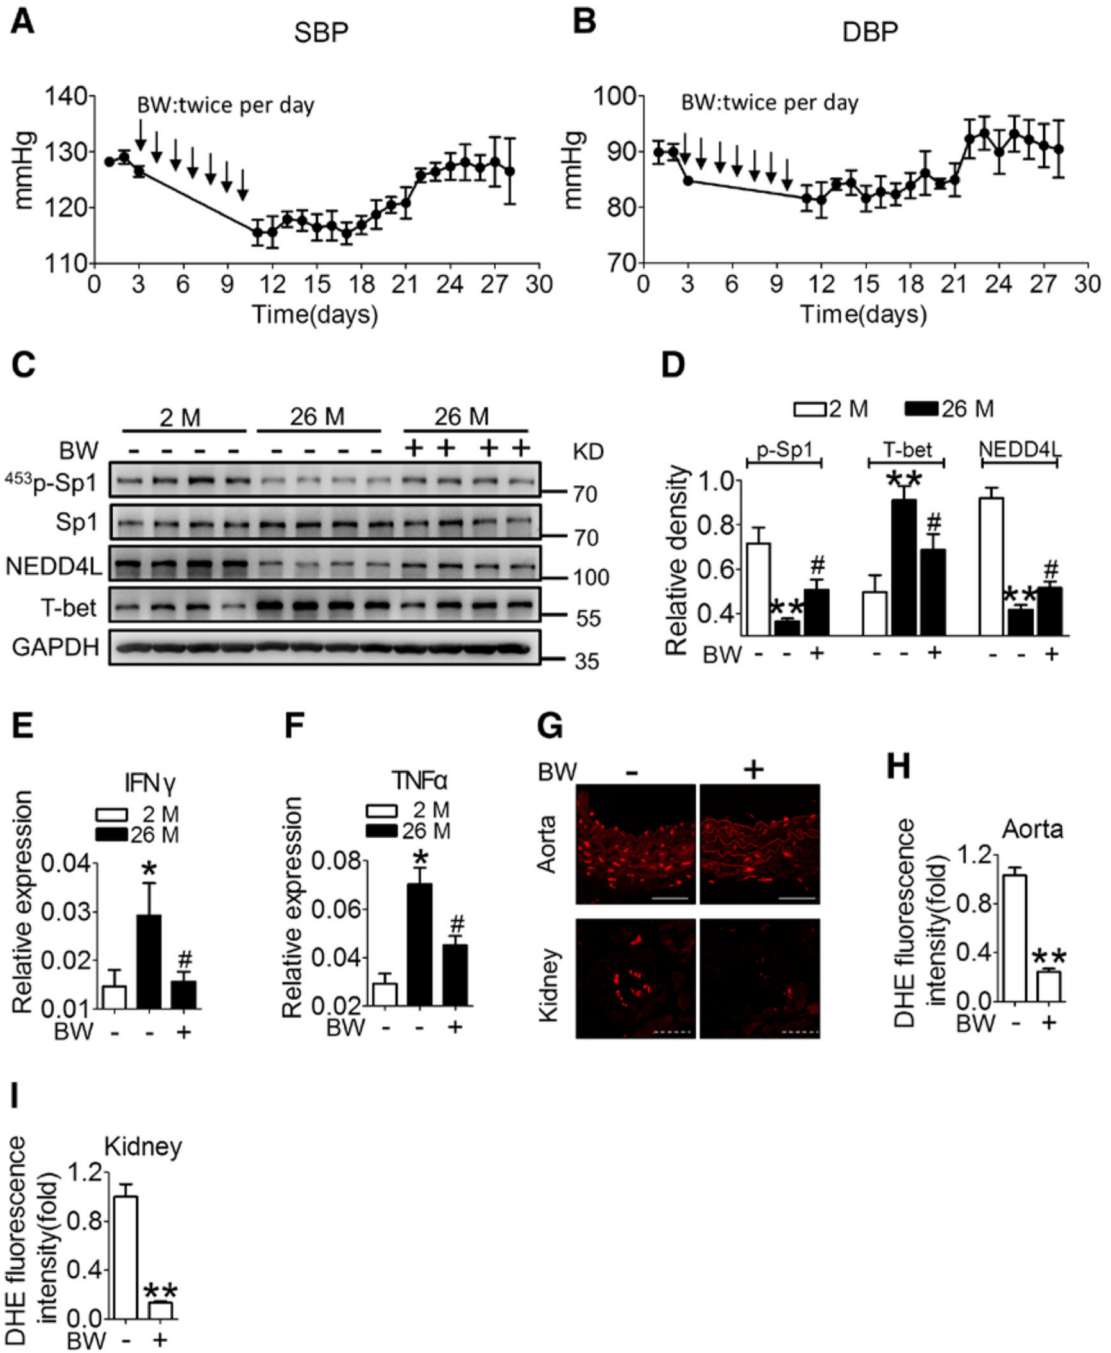 A
SBP
BW:twice per day
mmHg
140
130
120
110
0 3 6 9 12 15 18 21 24 27 30
Time(days)
B
DBP
BW:twice per day
mmHg
100
90
80
70
0 3 6 9 12 15 18 21 24 27 30
Time(days)
C
2 M 26 M 26 M
BW - - - - - - - - + + + + KD
453p-Sp1 70
Sp1 70
NEDD4L 100
T-bet 55
GAPDH 35
D
2 M 26 M
p-Sp1 T-bet NEDD4L
Relative density
1.0
0.8
0.6
0.4
** # ** # ** #
BW - - + - - + - - +
E
IFNγ
2 M
26 M
Relative expression
0.04
0.03
0.02
0.01
* #
BW - - +
F
TNFα
2 M
26 M
Relative expression
0.08
0.06
0.04
0.02
* #
BW - - +
G
BW - +
Aorta
Kidney
H
Aorta
DHE fluorescence
intensity(fold)
1.2
0.8
0.4
0.0
**
BW - +
I
Kidney
DHE fluorescence
intensity(fold)
1.2
0.8
0.4
0.0
**
BW - +